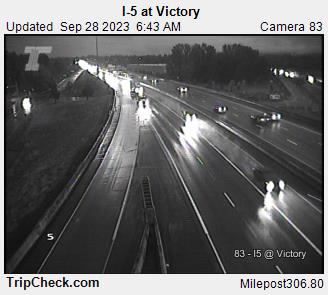 I-5 at Victory
Updated Sep 28 2023 6:43 AM Camera 83
T
S
83 - I5 @ Victory
TripCheck.com Milepost306.80